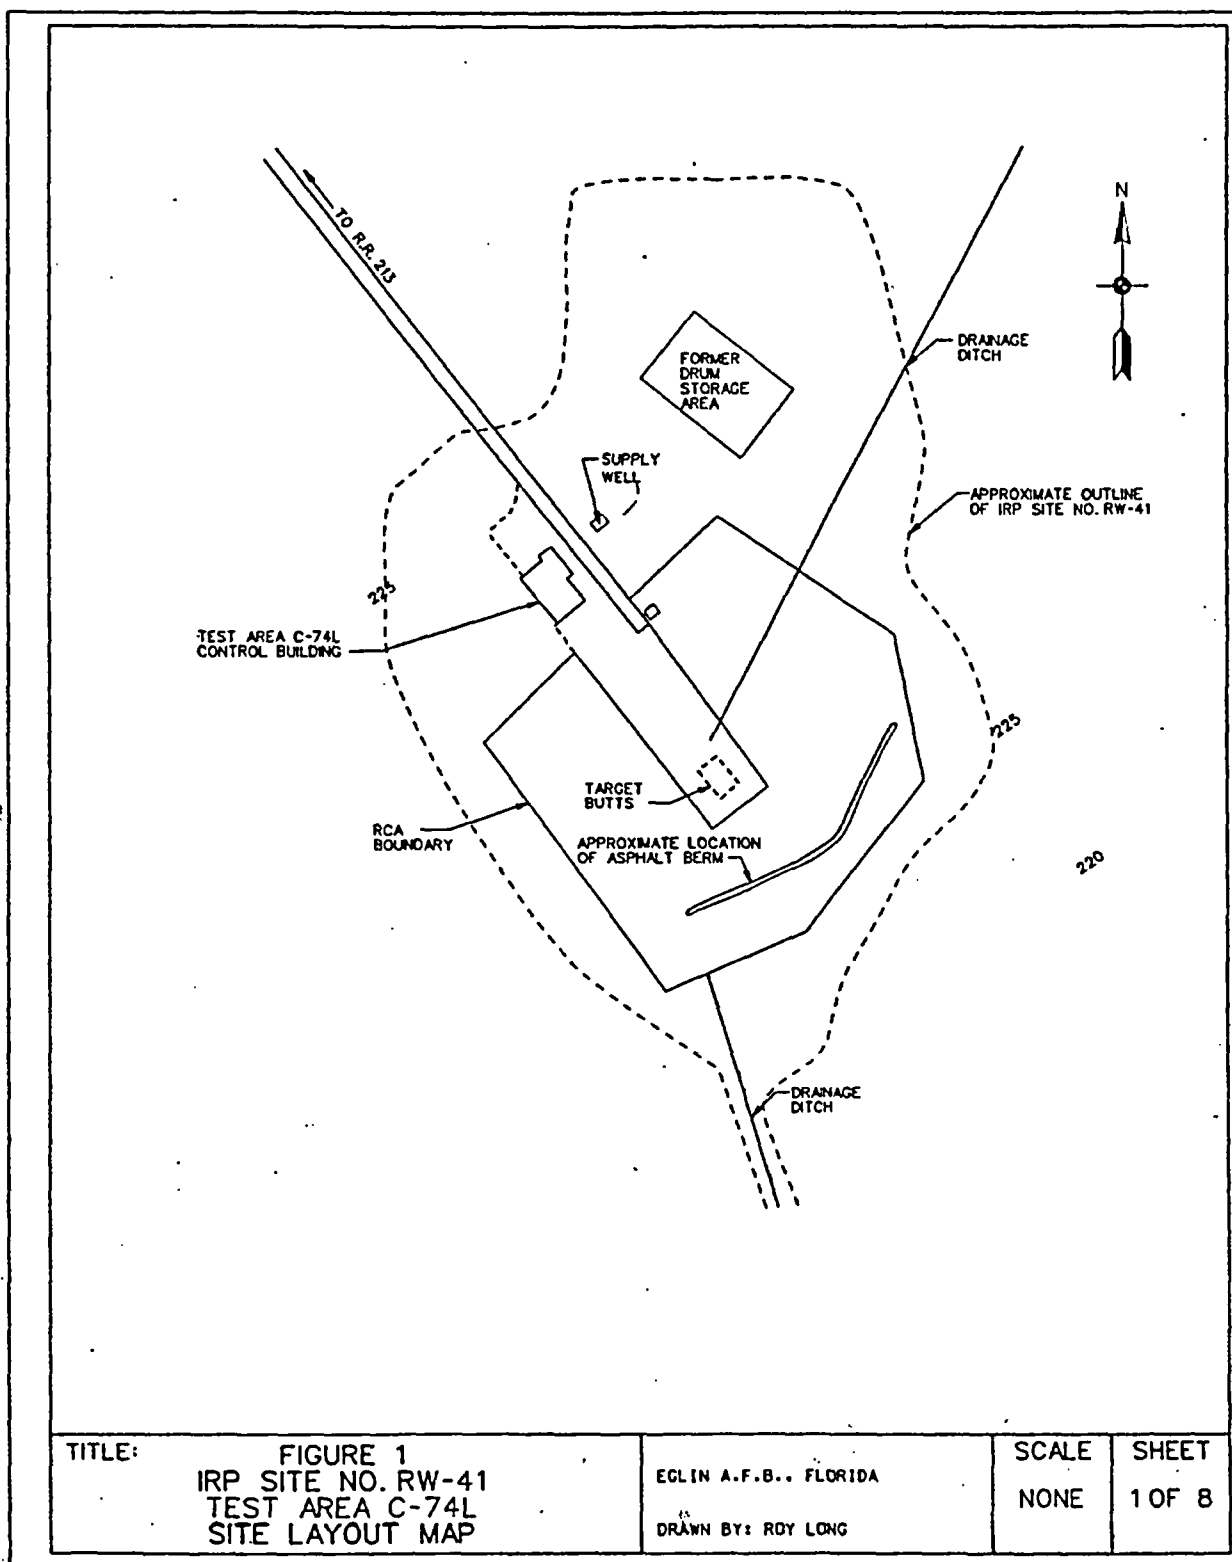 N
TO R.R. 213
FORMER
DRUM
STORAGE
AREA
DRAINAGE
DITCH
SUPPLY
WELL
APPROXIMATE OUTLINE
OF IRP SITE NO. RW-41
225
TEST AREA C-74L
CONTROL BUILDING
225
TARGET
BUTTS
RCA
BOUNDARY
APPROXIMATE LOCATION
OF ASPHALT BERM
220
DRAINAGE
DITCH
TITLE:
FIGURE 1
IRP SITE NO. RW-41
TEST AREA C-74L
SITE LAYOUT MAP
EGLIN A.F.B., FLORIDA
DRAWN BY: ROY LONG
SCALE
NONE
SHEET
1 OF 8